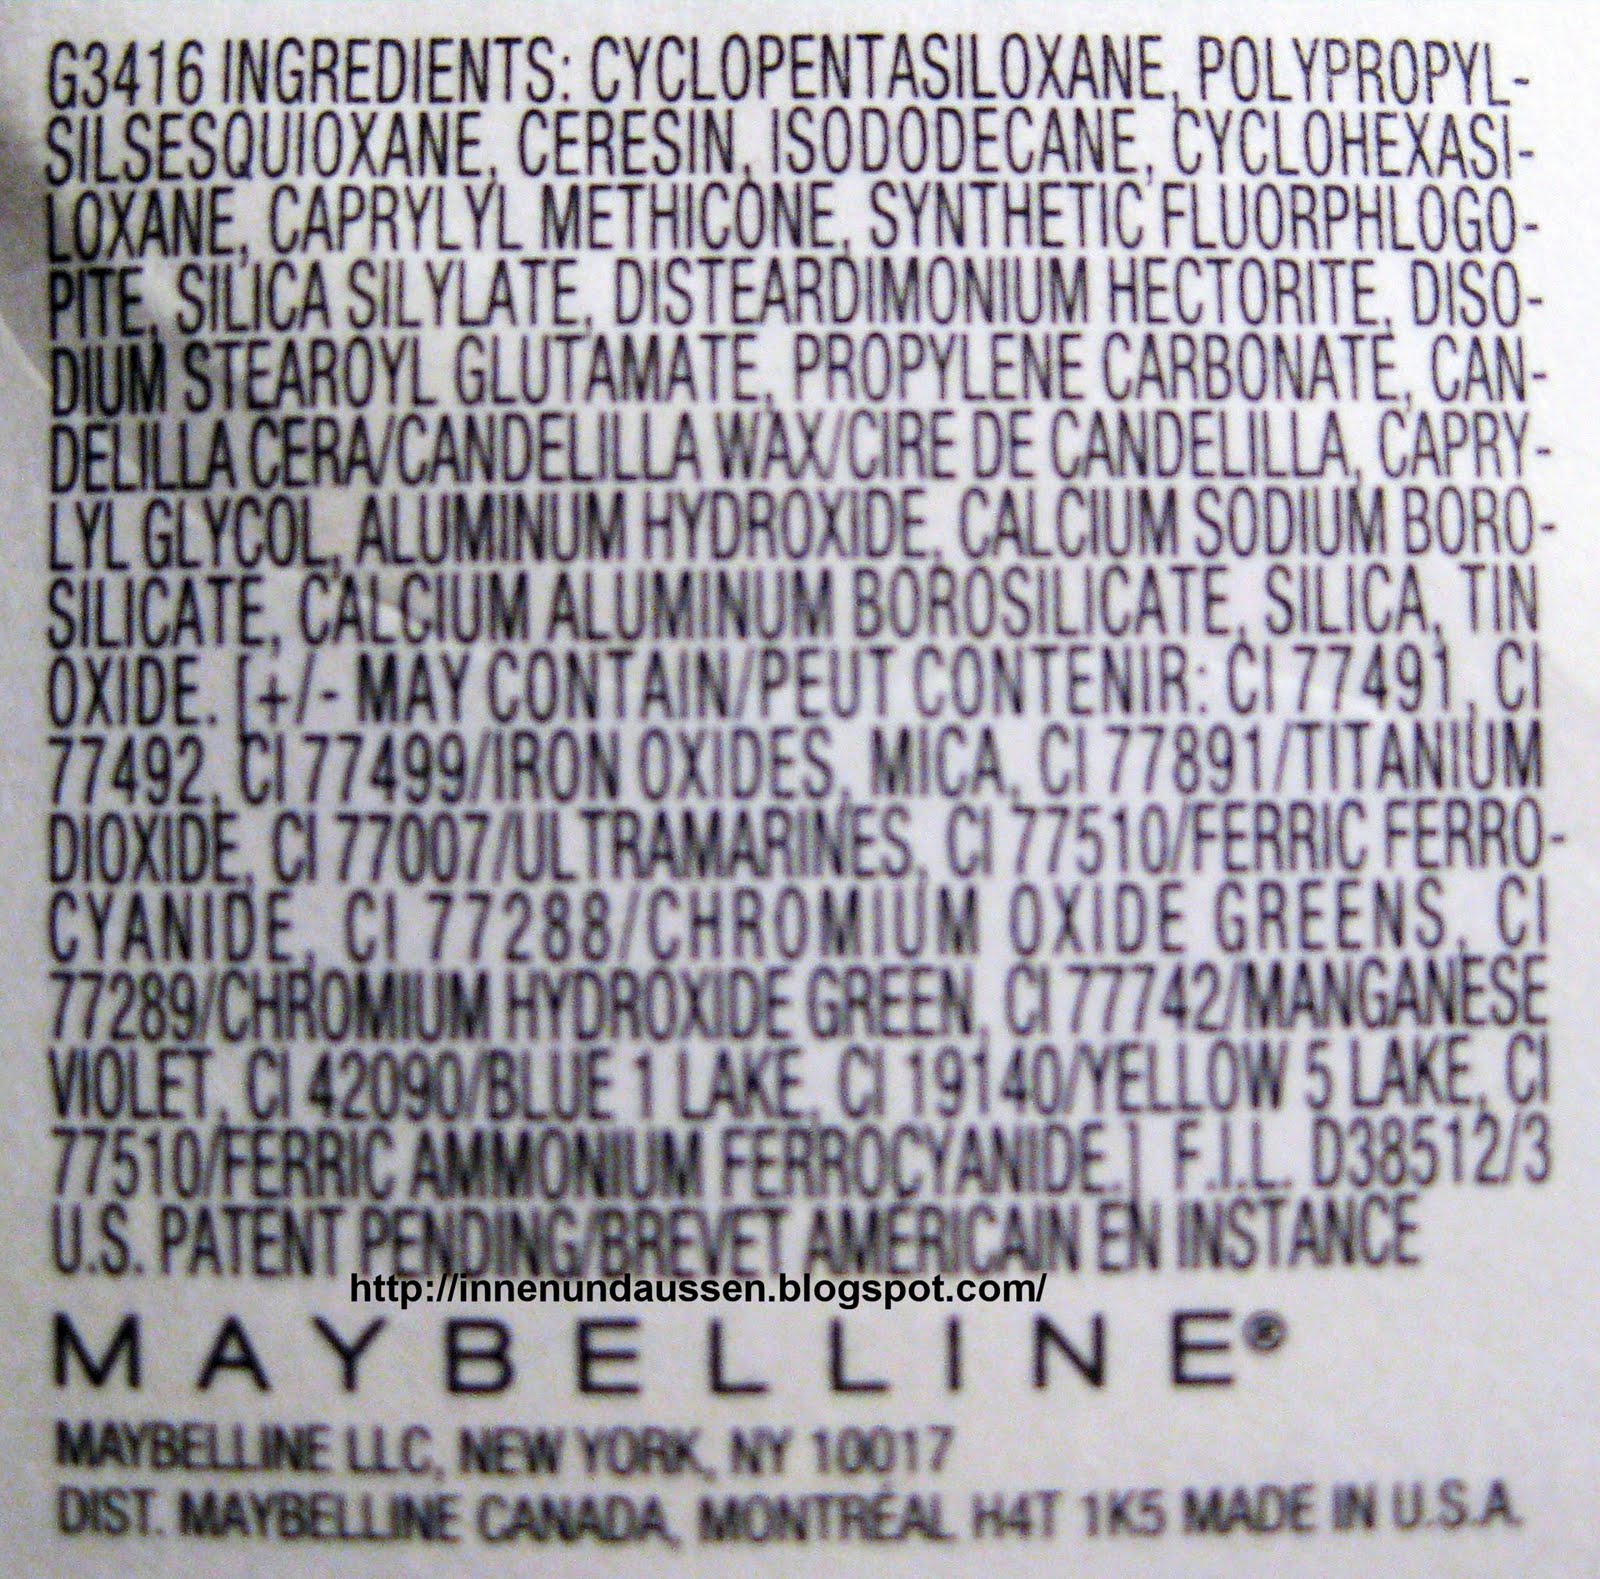 G3416 INGREDIENTS: CYCLOPENTASILOXANE, POLYPROPYL-
SILSESQUIOXANE, CERESIN, ISODODECANE, CYCLOHEXASI-
LOXANE, CAPRYLYL METHICONE, SYNTHETIC FLUORPHLOGO-
PITE, SILICA SILYLATE, DISTEARDIMONIUM HECTORITE, DISO-
DIUM STEAROYL GLUTAMATE, PROPYLENE CARBONATE, CAN-
DELILLA CERA/CANDELILLA WAX/CIRE DE CANDELILLA, CAPRY-
LYL GLYCOL, ALUMINUM HYDROXIDE, CALCIUM SODIUM BORO-
SILICATE, CALCIUM ALUMINUM BOROSILICATE, SILICA, TIN
OXIDE. [+/- MAY CONTAIN/PEUT CONTENIR: CI 77491, CI
77492, CI 77499/IRON OXIDES, MICA, CI 77891/TITANIUM
DIOXIDE, CI 77007/ULTRAMARINES, CI 77510/FERRIC FERRO-
CYANIDE, CI 77288/CHROMIUM OXIDE GREENS, CI
77289/CHROMIUM HYDROXIDE GREEN, CI 77742/MANGANESE
VIOLET, CI 42090/BLUE 1 LAKE, CI 19140/YELLOW 5 LAKE, CI
77510/FERRIC AMMONIUM FERROCYANIDE.] F.I.L. D38512/3
U.S. PATENT PENDING/BREVET AMERICAIN EN INSTANCE
http://innenundaussen.blogspot.com/
MAYBELLINE®
MAYBELLINE LLC, NEW YORK, NY 10017
DIST. MAYBELLINE CANADA, MONTRÉAL H4T 1K5 MADE IN U.S.A.